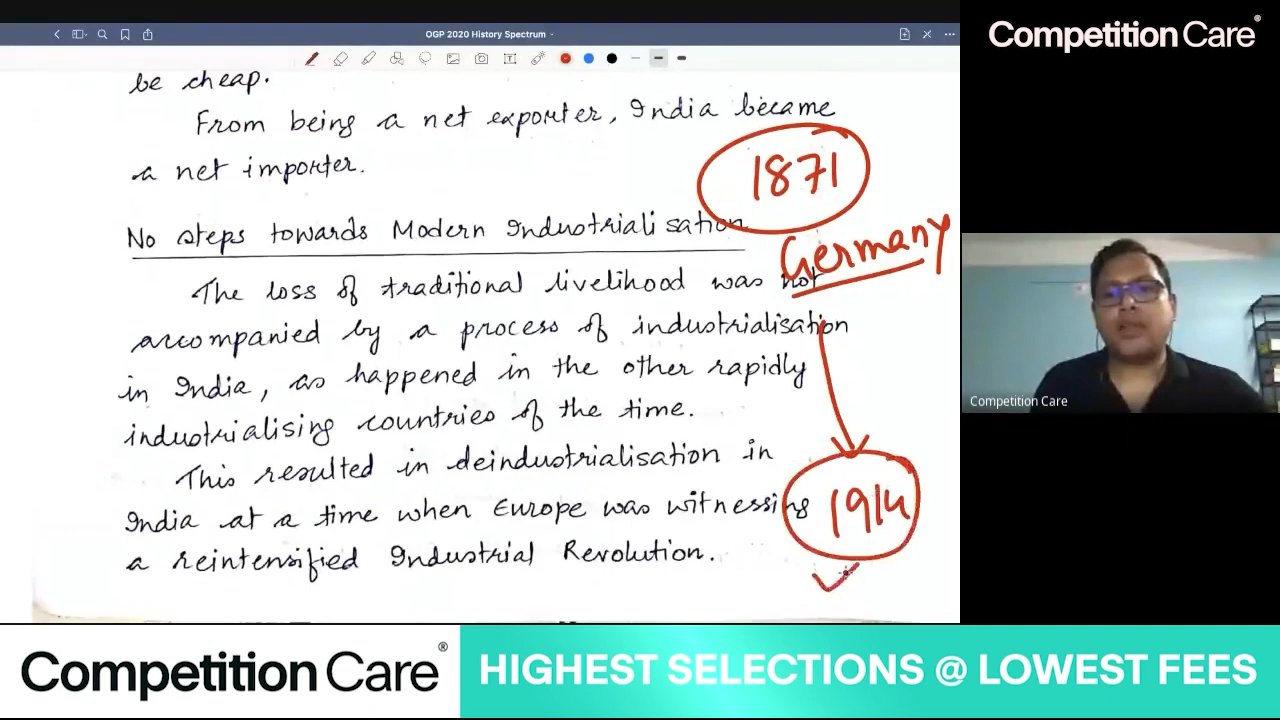 OGP 2020 History Spectrum
Competition Care®
be cheap.
From being a net exporter, India became
a net importer.
1871
No steps towards Modern Industrialisation
Germany
The loss of traditional livelihood was not
accompanied by a process of industrialisation
in India, as happened in the other rapidly
industrialising countries of the time.
This resulted in deindustrialisation in
India at a time when Europe was witnessing
1914
a reintensified Industrial Revolution.
Competition Care
Competition Care®
HIGHEST SELECTIONS @ LOWEST FEES